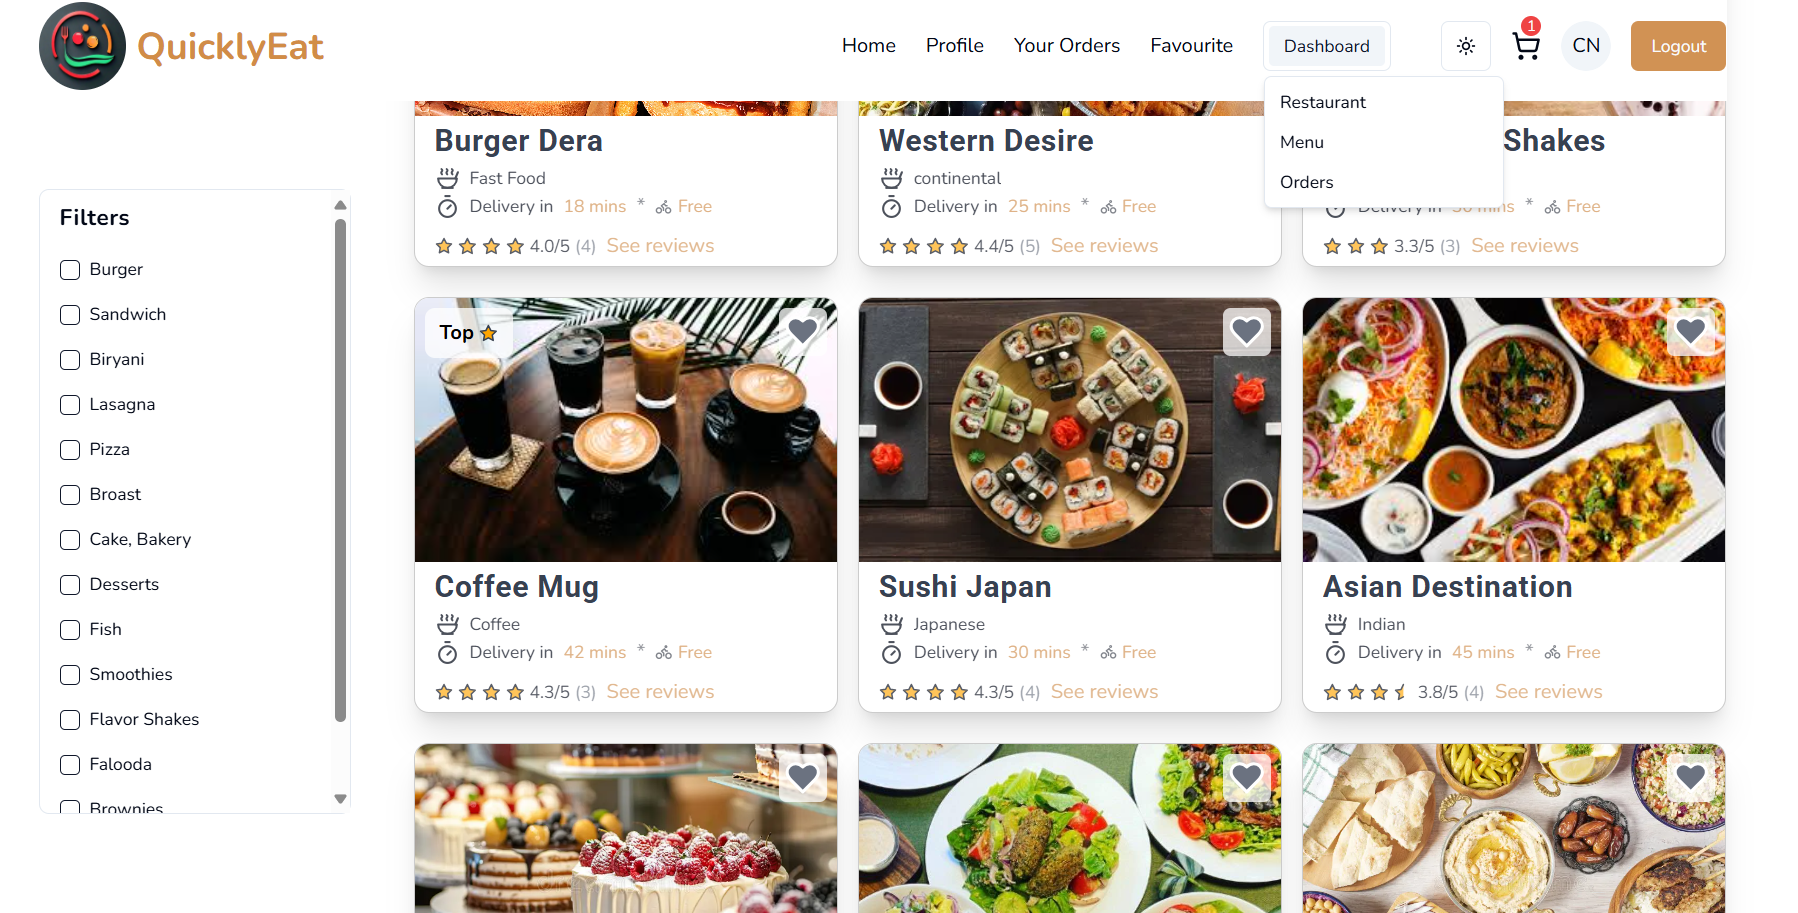 QuicklyEat
Home Profile Your Orders Favourite Dashboard 1 CN Logout
Restaurant
Menu
Orders
Filters
Burger
Sandwich
Biryani
Lasagna
Pizza
Broast
Cake, Bakery
Desserts
Fish
Smoothies
Flavor Shakes
Falooda
Brownies
Burger Dera
Fast Food
Delivery in 18 mins * Free
4.0/5 (4) See reviews
Western Desire
continental
Delivery in 25 mins * Free
4.4/5 (5) See reviews
Shakes
Delivery in 30 mins * Free
3.3/5 (3) See reviews
Top
Coffee Mug
Coffee
Delivery in 42 mins * Free
4.3/5 (3) See reviews
Sushi Japan
Japanese
Delivery in 30 mins * Free
4.3/5 (4) See reviews
Asian Destination
Indian
Delivery in 45 mins * Free
3.8/5 (4) See reviews